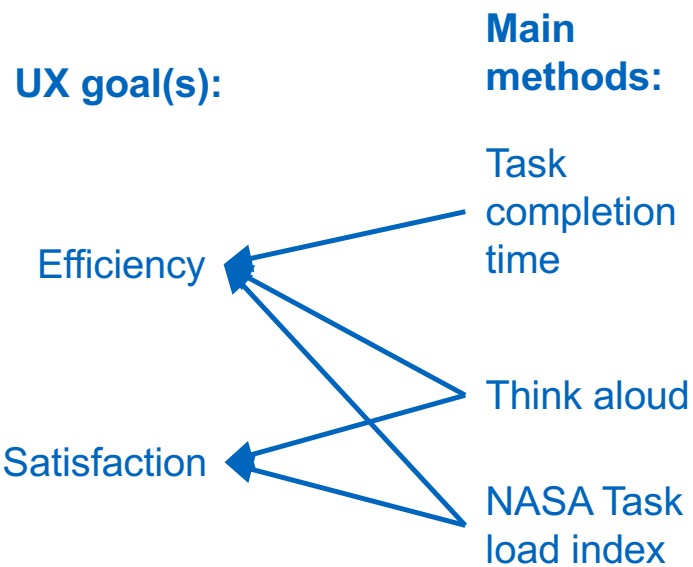 UX goal(s):
Main
methods:
Task
completion
time
Efficiency
Think aloud
Satisfaction
NASA Task
load index